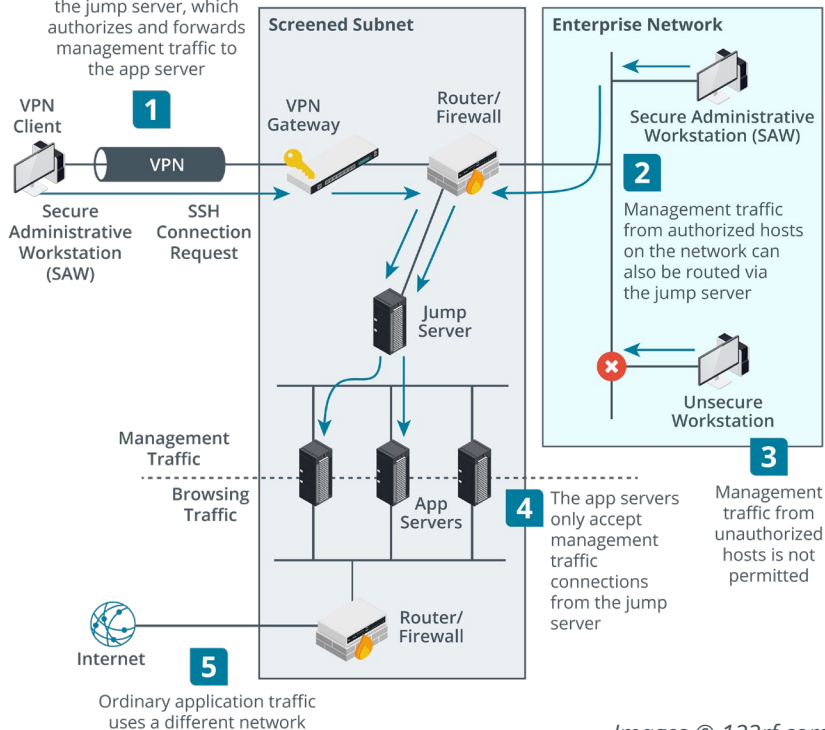 the jump server, which
authorizes and forwards
management traffic to
the app server
1
Screened Subnet
Enterprise Network
VPN
Client
VPN
VPN
Gateway
Router/
Firewall
Secure Administrative
Workstation (SAW)
Secure
Administrative
Workstation
(SAW)
SSH
Connection
Request
2
Management traffic
from authorized hosts
on the network can
also be routed via
the jump server
Jump
Server
Unsecure
Workstation
3
Management
traffic from
unauthorized
hosts is not
permitted
Management
Traffic
Browsing
Traffic
App
Servers
4
The app servers
only accept
management
traffic
connections
from the jump
server
Router/
Firewall
Internet
5
Ordinary application traffic
uses a different network
Images © 123rf.com